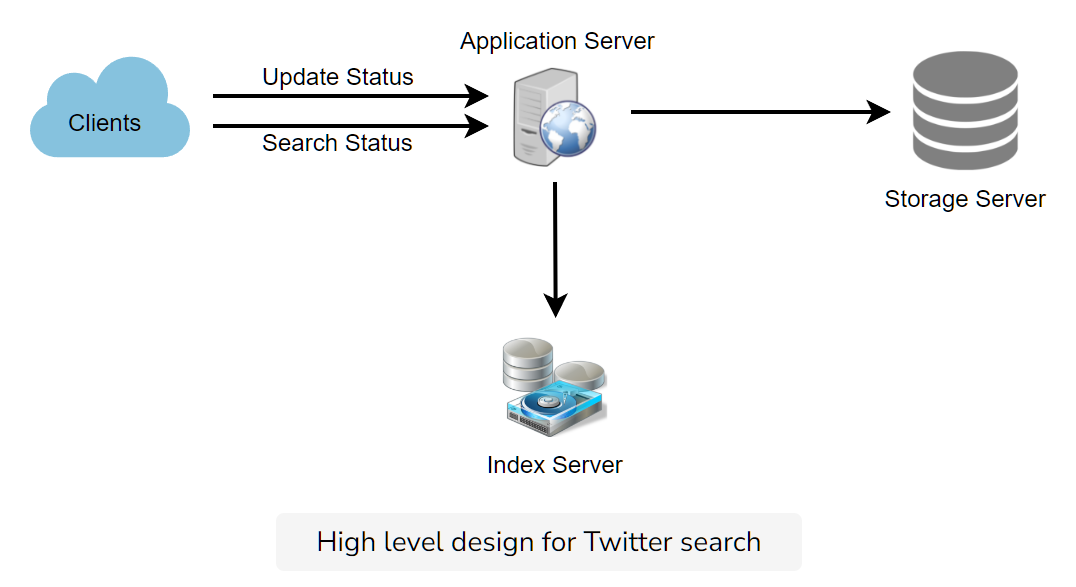 Application Server
Update Status
Clients
Search Status
Storage Server
Index Server
High level design for Twitter search